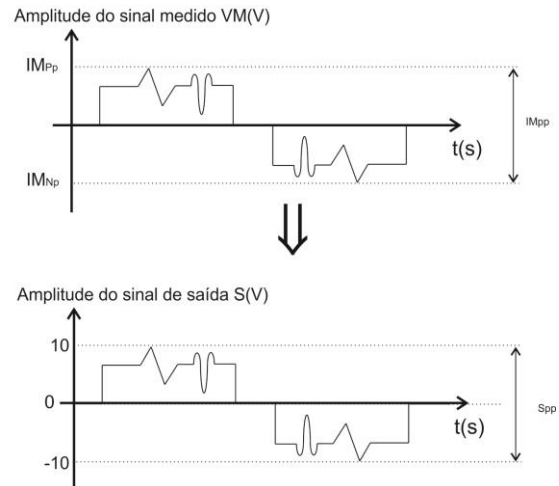 Amplitude do sinal medido VM(V)
IMPp
IMpp
t(s)
IMNp
Amplitude do sinal de saída S(V)
10
0
Spp
t(s)
-10